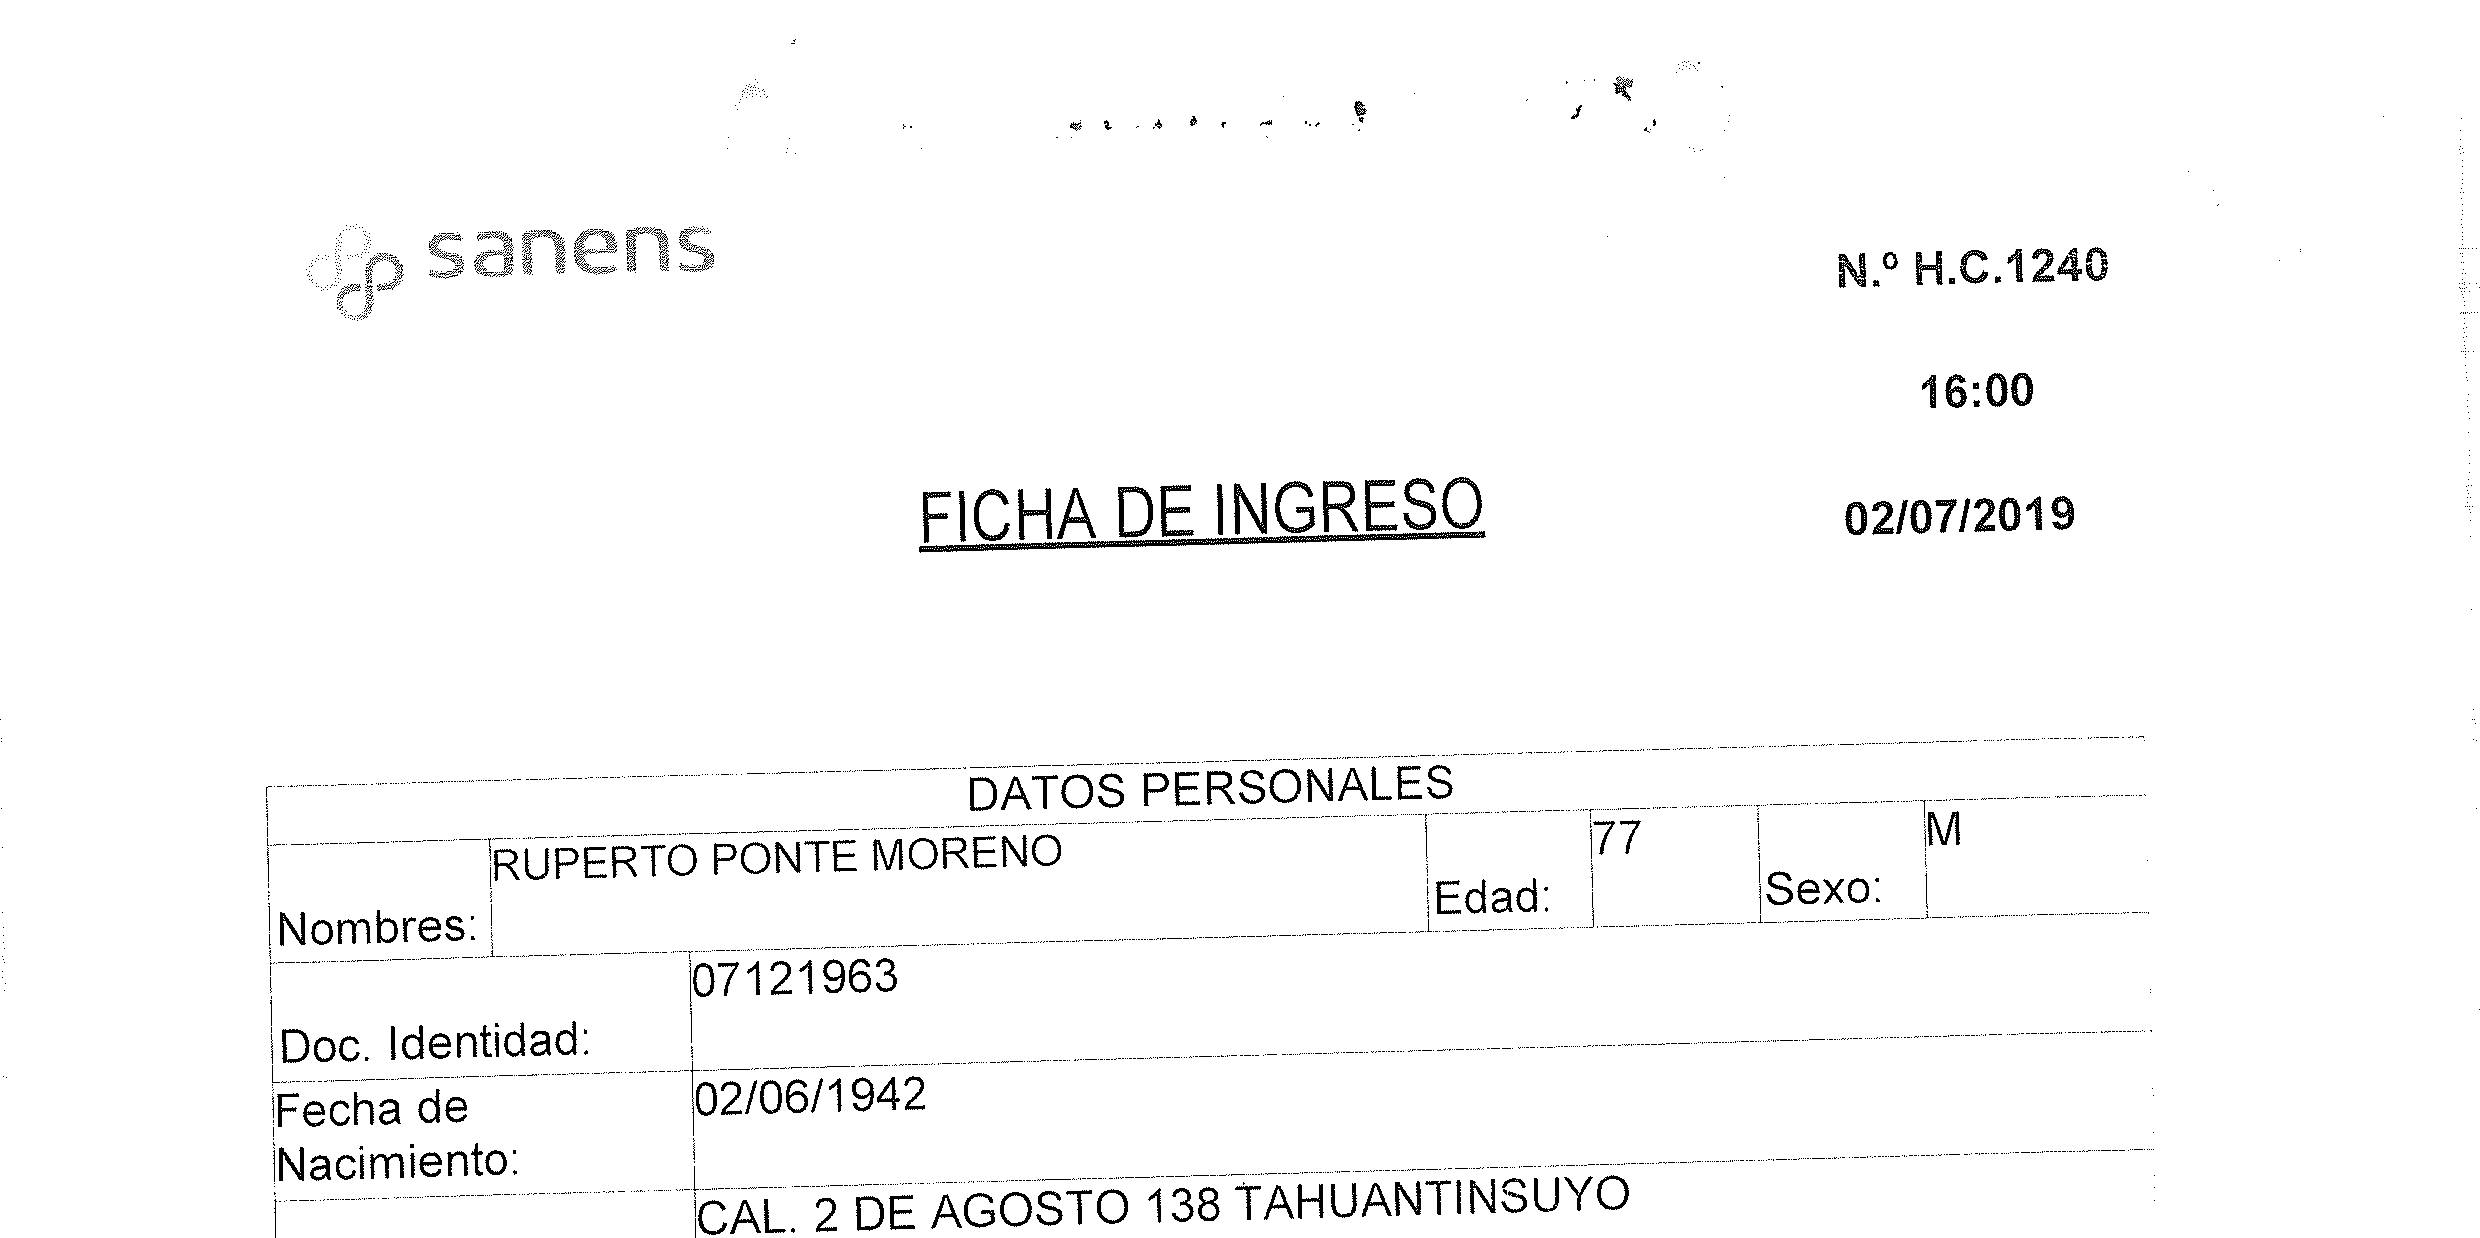 sanens
N.º H.C.1240
16:00
FICHA DE INGRESO
02/07/2019
DATOS PERSONALES
Nombres: RUPERTO PONTE MORENO Edad: 77 Sexo: M
Doc. Identidad: 07121963
Fecha de
Nacimiento: 02/06/1942
CAL. 2 DE AGOSTO 138 TAHUANTINSUYO